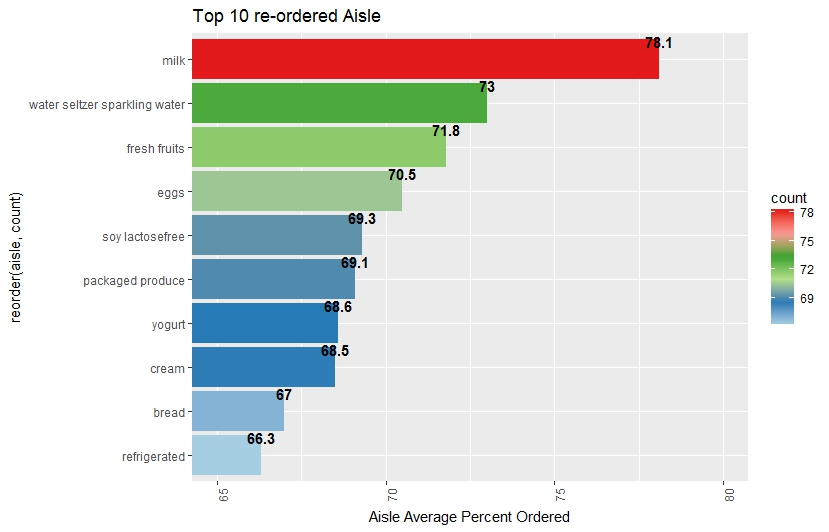 Top 10 re-ordered Aisle
reorder(aisle, count)
milk
78.1
water seltzer sparkling water
73
fresh fruits
71.8
eggs
70.5
soy lactosefree
69.3
packaged produce
69.1
yogurt
68.6
cream
68.5
bread
67
refrigerated
66.3
65
70
75
80
Aisle Average Percent Ordered
count
78
75
72
69